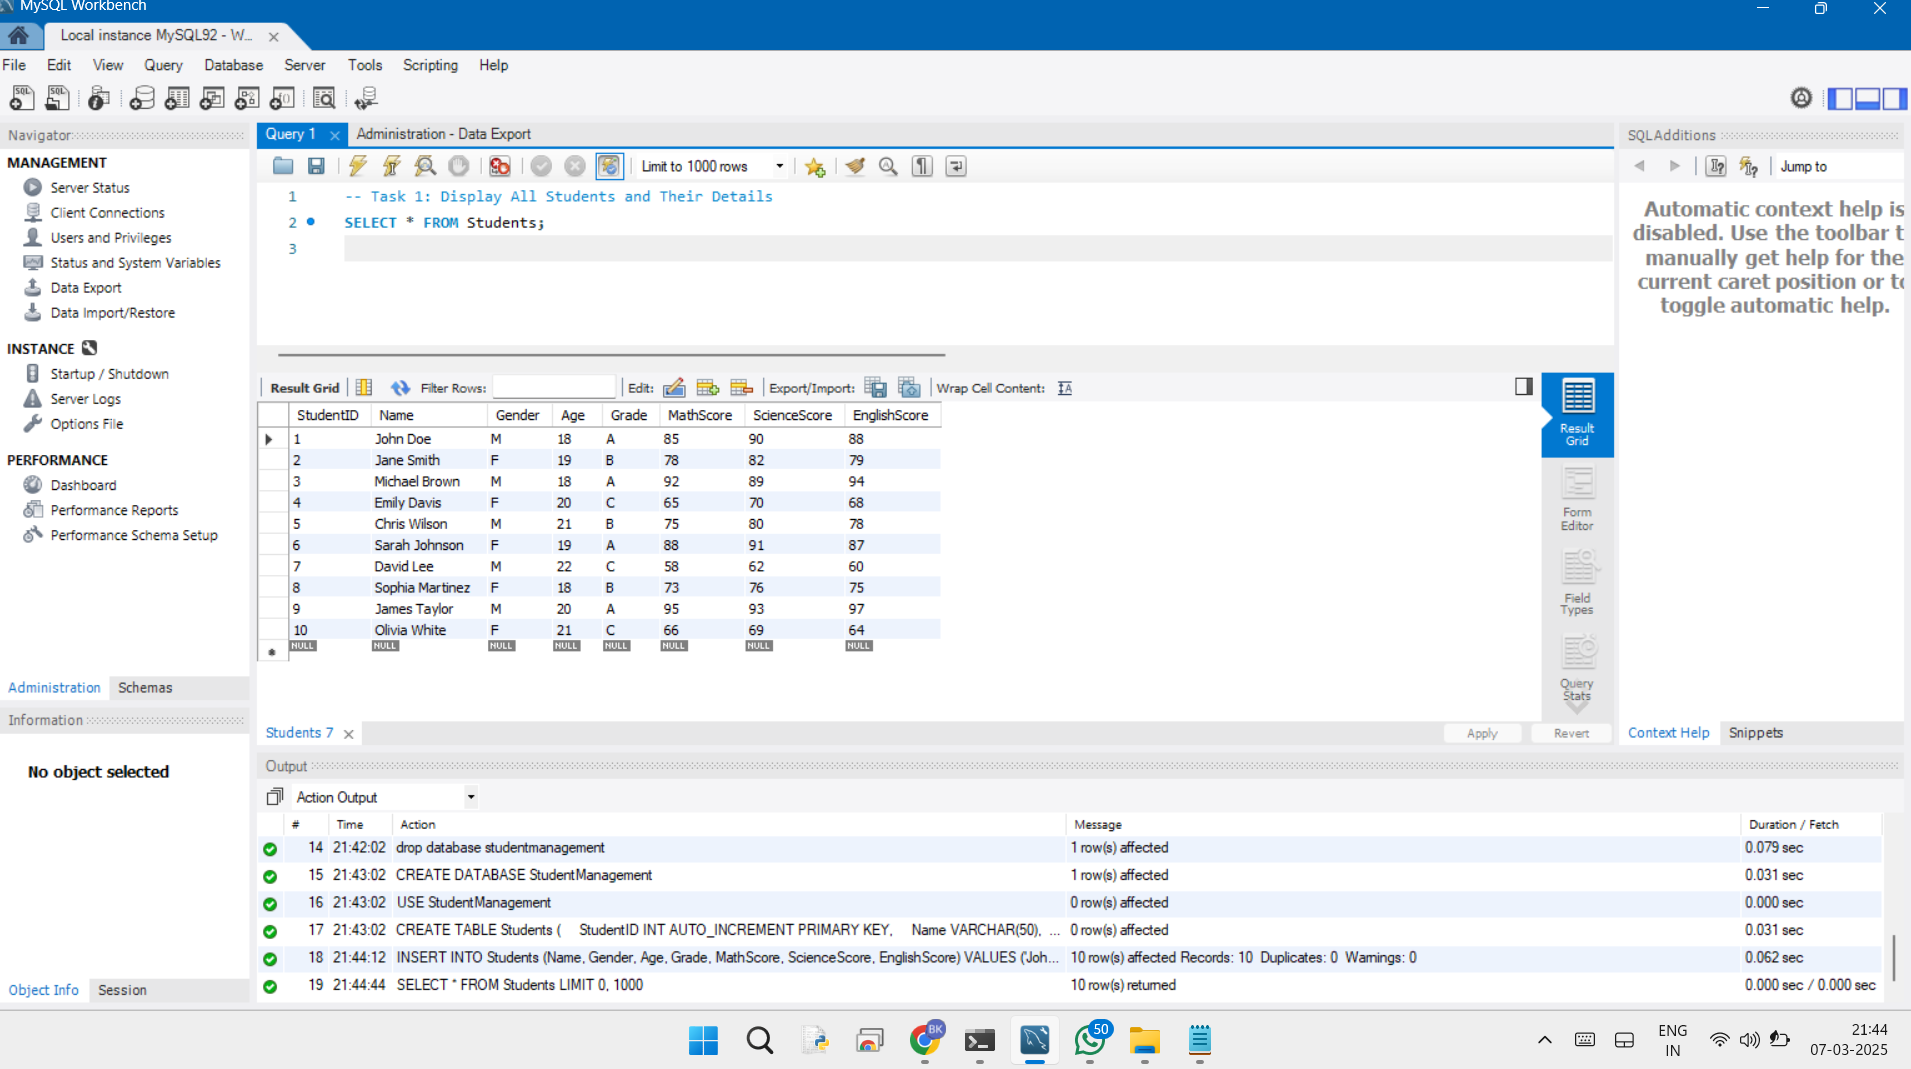 MySQL Workbench
Local instance MySQL92 - W...
File Edit View Query Database Server Tools Scripting Help
Navigator
MANAGEMENT
Server Status
Client Connections
Users and Privileges
Status and System Variables
Data Export
Data Import/Restore
INSTANCE
Startup / Shutdown
Server Logs
Options File
PERFORMANCE
Dashboard
Performance Reports
Performance Schema Setup
Administration Schemas
Information
No object selected
Object Info Session
Query 1 Administration - Data Export
Limit to 1000 rows
1 -- Task 1: Display All Students and Their Details
2 SELECT * FROM Students;
3
Result Grid Filter Rows: Edit: Export/Import: Wrap Cell Content:
StudentID Name Gender Age Grade MathScore ScienceScore EnglishScore
1 John Doe M 18 A 85 90 88
2 Jane Smith F 19 B 78 82 79
3 Michael Brown M 18 A 92 89 94
4 Emily Davis F 20 C 65 70 68
5 Chris Wilson M 21 B 75 80 78
6 Sarah Johnson F 19 A 88 91 87
7 David Lee M 22 C 58 62 60
8 Sophia Martinez F 18 B 73 76 75
9 James Taylor M 20 A 95 93 97
10 Olivia White F 21 C 66 69 64
NULL NULL NULL NULL NULL NULL NULL NULL
Result
Grid
Form
Editor
Field
Types
Query
Stats
Students 7
Apply Revert
SQLAdditions
Jump to
Automatic context help is
disabled. Use the toolbar t
manually get help for the
current caret position or to
toggle automatic help.
Context Help Snippets
Output
Action Output
# Time Action Message Duration / Fetch
14 21:42:02 drop database studentmanagement 1 row(s) affected 0.079 sec
15 21:43:02 CREATE DATABASE StudentManagement 1 row(s) affected 0.031 sec
16 21:43:02 USE StudentManagement 0 row(s) affected 0.000 sec
17 21:43:02 CREATE TABLE Students ( StudentID INT AUTO_INCREMENT PRIMARY KEY, Name VARCHAR(50), ... 0 row(s) affected 0.031 sec
18 21:44:12 INSERT INTO Students (Name, Gender, Age, Grade, MathScore, ScienceScore, EnglishScore) VALUES ('Joh... 10 row(s) affected Records: 10 Duplicates: 0 Warnings: 0 0.062 sec
19 21:44:44 SELECT * FROM Students LIMIT 0, 1000 10 row(s) returned 0.000 sec / 0.000 sec
BK
50
ENG
IN
21:44
07-03-2025